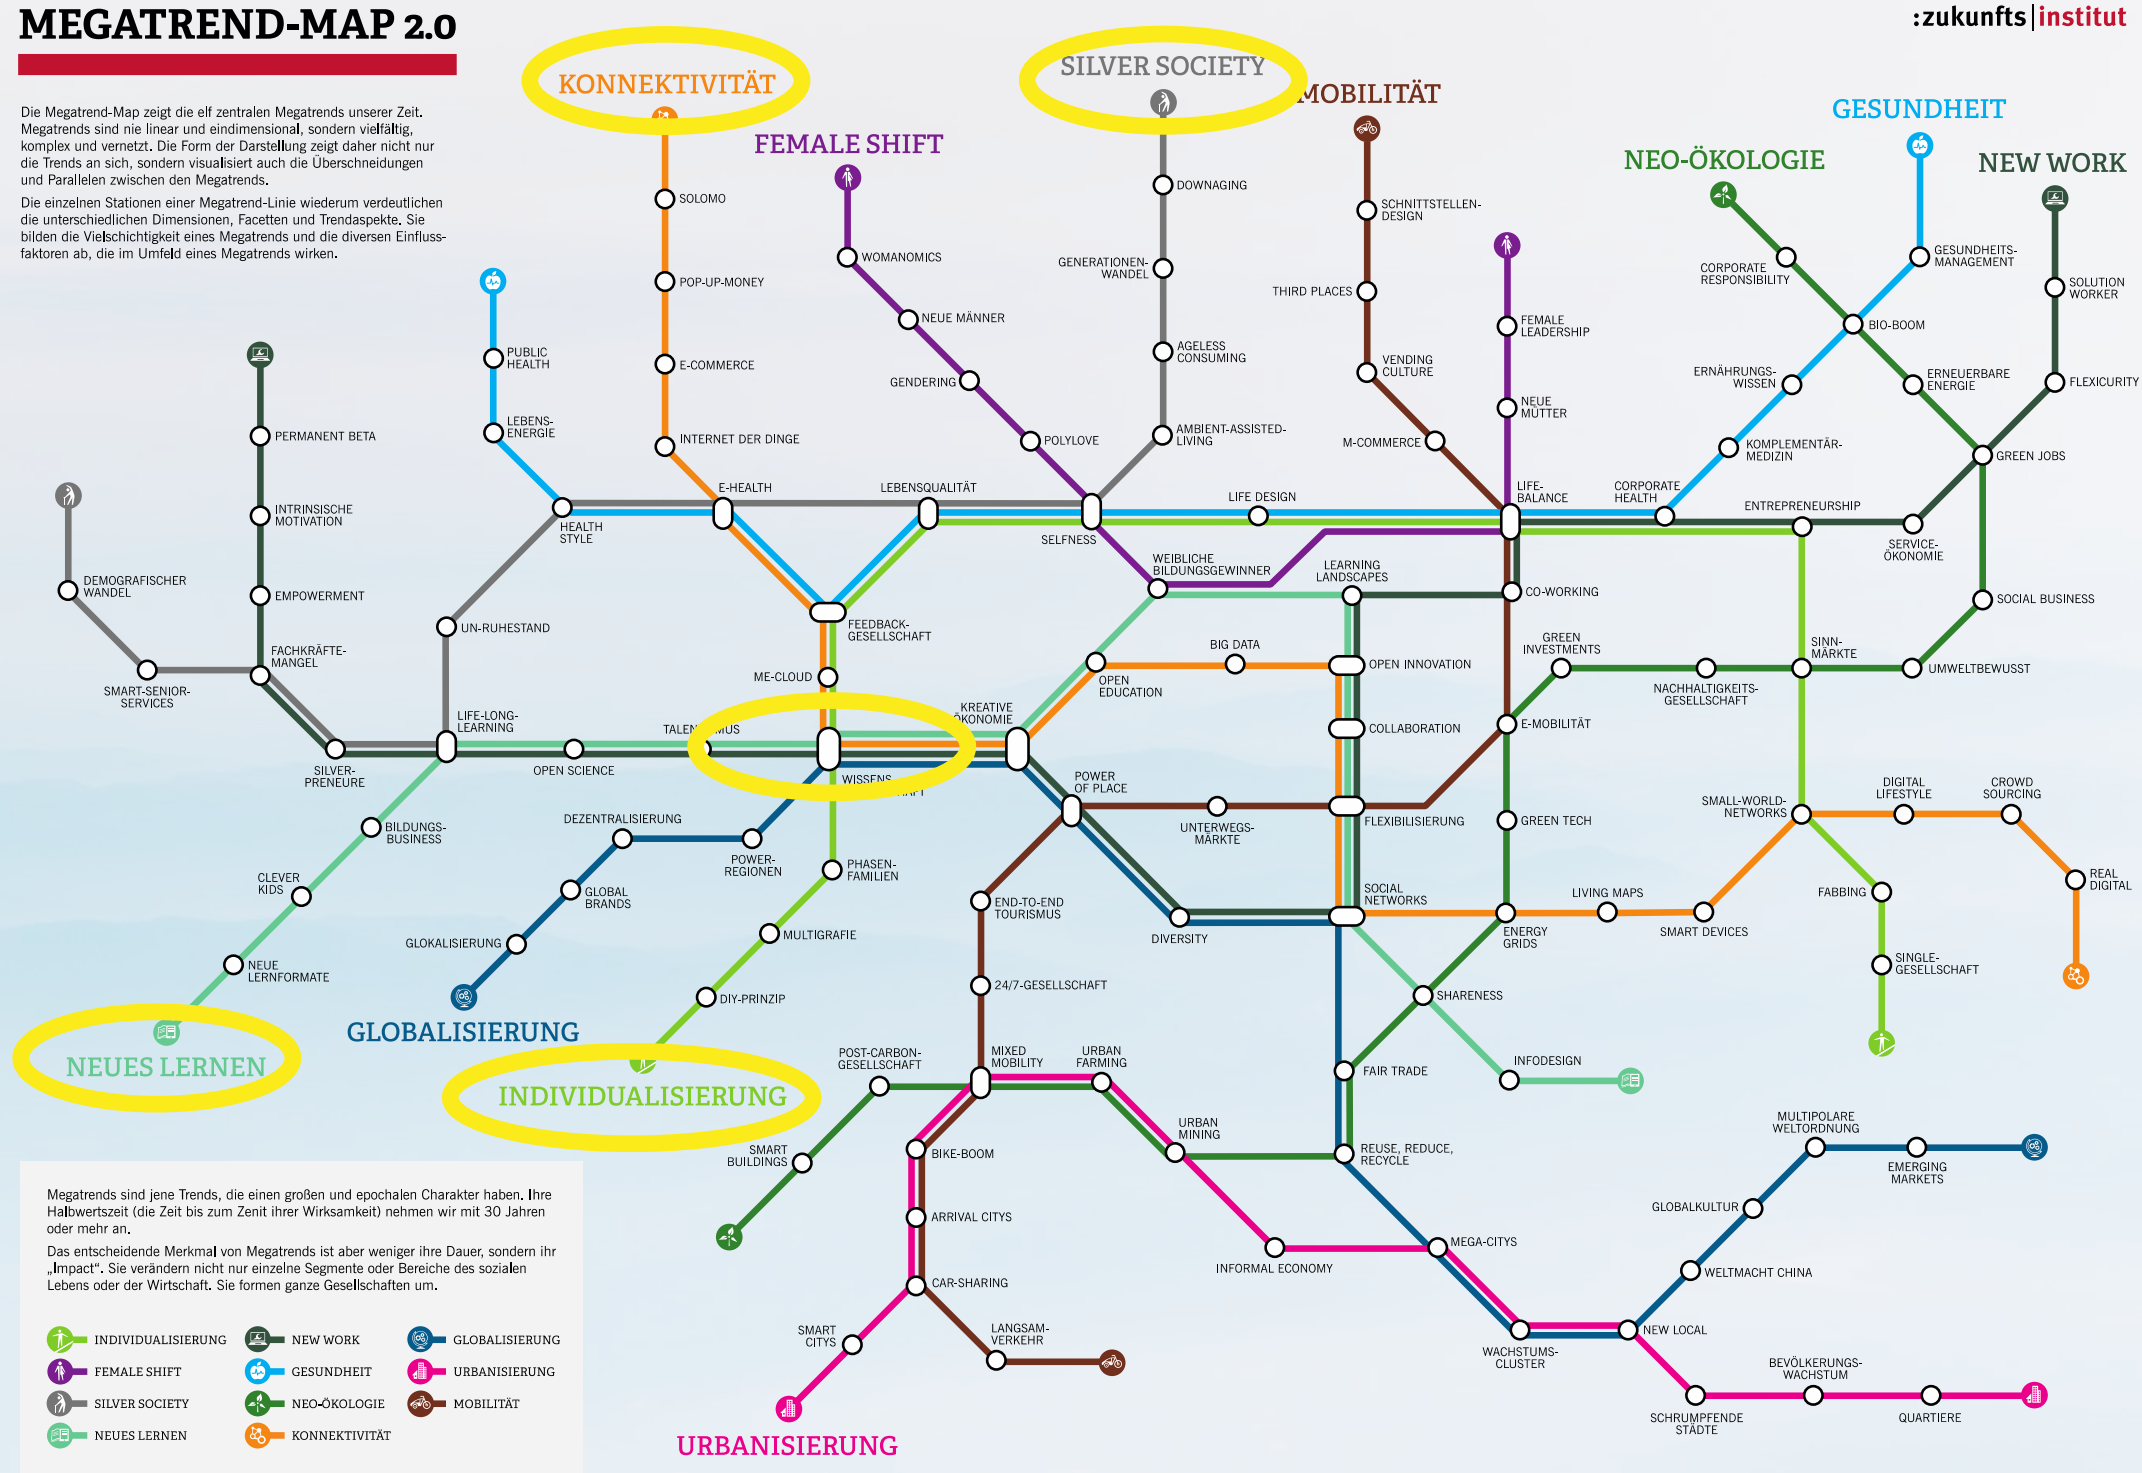 MEGATREND-MAP 2.0
:zukunfts|institut
Die Megatrend-Map zeigt die elf zentralen Megatrends unserer Zeit.
Megatrends sind nie linear und eindimensional, sondern vielfältig,
komplex und vernetzt. Die Form der Darstellung zeigt daher nicht nur
die Trends an sich, sondern visualisiert auch die Überschneidungen
und Parallelen zwischen den Megatrends.
Die einzelnen Stationen einer Megatrend-Linie wiederum verdeutlichen
die unterschiedlichen Dimensionen, Facetten und Trendaspekte. Sie
bilden die Vielschichtigkeit eines Megatrends und die diversen Einfluss-
faktoren ab, die im Umfeld eines Megatrends wirken.
KONNEKTIVITÄT
SILVER SOCIETY
MOBILITÄT
FEMALE SHIFT
GESUNDHEIT
NEO-ÖKOLOGIE
NEW WORK
SOLOMO
POP-UP-MONEY
E-COMMERCE
INTERNET DER DINGE
WOMANOMICS
NEUE MÄNNER
GENDERING
POLYLOVE
DOWNAGING
GENERATIONEN-
WANDEL
AGELESS
CONSUMING
AMBIENT-ASSISTED-
LIVING
SCHNITTSTELLEN-
DESIGN
THIRD PLACES
VENDING
CULTURE
M-COMMERCE
FEMALE
LEADERSHIP
NEUE
MÜTTER
CORPORATE
RESPONSIBILITY
BIO-BOOM
GESUNDHEITS-
MANAGEMENT
SOLUTION
WORKER
ERNÄHRUNGS-
WISSEN
ERNEUERBARE
ENERGIE
FLEXICURITY
KOMPLEMENTÄR-
MEDIZIN
GREEN JOBS
PUBLIC
HEALTH
LEBENS-
ENERGIE
PERMANENT BETA
INTRINSISCHE
MOTIVATION
EMPOWERMENT
FACHKRÄFTE-
MANGEL
DEMOGRAFISCHER
WANDEL
SMART-SENIOR-
SERVICES
HEALTH
STYLE
E-HEALTH
LEBENSQUALITÄT
SELFNESS
LIFE DESIGN
LIFE-
BALANCE
CORPORATE
HEALTH
ENTREPRENEURSHIP
SERVICE-
ÖKONOMIE
UN-RUHESTAND
FEEDBACK-
GESELLSCHAFT
WEIBLICHE
BILDUNGSGEWINNER
LEARNING
LANDSCAPES
CO-WORKING
SOCIAL BUSINESS
ME-CLOUD
OPEN
EDUCATION
BIG DATA
OPEN INNOVATION
GREEN
INVESTMENTS
NACHHALTIGKEITS-
GESELLSCHAFT
SINN-
MÄRKTE
UMWELTBEWUSST
SILVER-
PRENEURE
LIFE-LONG-
LEARNING
OPEN SCIENCE
KREATIVE
ÖKONOMIE
WISSENS
COLLABORATION
E-MOBILITÄT
POWER
OF PLACE
UNTERWEGS-
MÄRKTE
FLEXIBILISIERUNG
GREEN TECH
SMALL-WORLD-
NETWORKS
DIGITAL
LIFESTYLE
CROWD
SOURCING
REAL
DIGITAL
BILDUNGS-
BUSINESS
CLEVER
KIDS
NEUE
LERNFORMATE
NEUES LERNEN
DEZENTRALISIERUNG
POWER-
REGIONEN
GLOBAL
BRANDS
GLOKALISIERUNG
GLOBALISIERUNG
PHASEN-
FAMILIEN
MULTIGRAFIE
DIY-PRINZIP
INDIVIDUALISIERUNG
END-TO-END
TOURISMUS
24/7-GESELLSCHAFT
DIVERSITY
SOCIAL
NETWORKS
ENERGY
GRIDS
LIVING MAPS
SMART DEVICES
FABBING
SINGLE-
GESELLSCHAFT
SHARENESS
INFODESIGN
FAIR TRADE
POST-CARBON-
GESELLSCHAFT
MIXED
MOBILITY
URBAN
FARMING
URBAN
MINING
REUSE, REDUCE,
RECYCLE
SMART
BUILDINGS
BIKE-BOOM
ARRIVAL CITYS
CAR-SHARING
SMART
CITYS
LANGSAM-
VERKEHR
URBANISIERUNG
INFORMAL ECONOMY
MEGA-CITYS
WACHSTUMS-
CLUSTER
NEW LOCAL
WELTMACHT CHINA
GLOBALKULTUR
MULTIPOLARE
WELTORDNUNG
EMERGING
MARKETS
SCHRUMPFENDE
STÄDTE
BEVÖLKERUNGS-
WACHSTUM
QUARTIERE
Megatrends sind jene Trends, die einen großen und epochalen Charakter haben. Ihre
Halbwertszeit (die Zeit bis zum Zenit ihrer Wirksamkeit) nehmen wir mit 30 Jahren
oder mehr an.
Das entscheidende Merkmal von Megatrends ist aber weniger ihre Dauer, sondern ihr
„Impact“. Sie verändern nicht nur einzelne Segmente oder Bereiche des sozialen
Lebens oder der Wirtschaft. Sie formen ganze Gesellschaften um.
INDIVIDUALISIERUNG
FEMALE SHIFT
SILVER SOCIETY
NEUES LERNEN
NEW WORK
GESUNDHEIT
NEO-ÖKOLOGIE
KONNEKTIVITÄT
GLOBALISIERUNG
URBANISIERUNG
MOBILITÄT